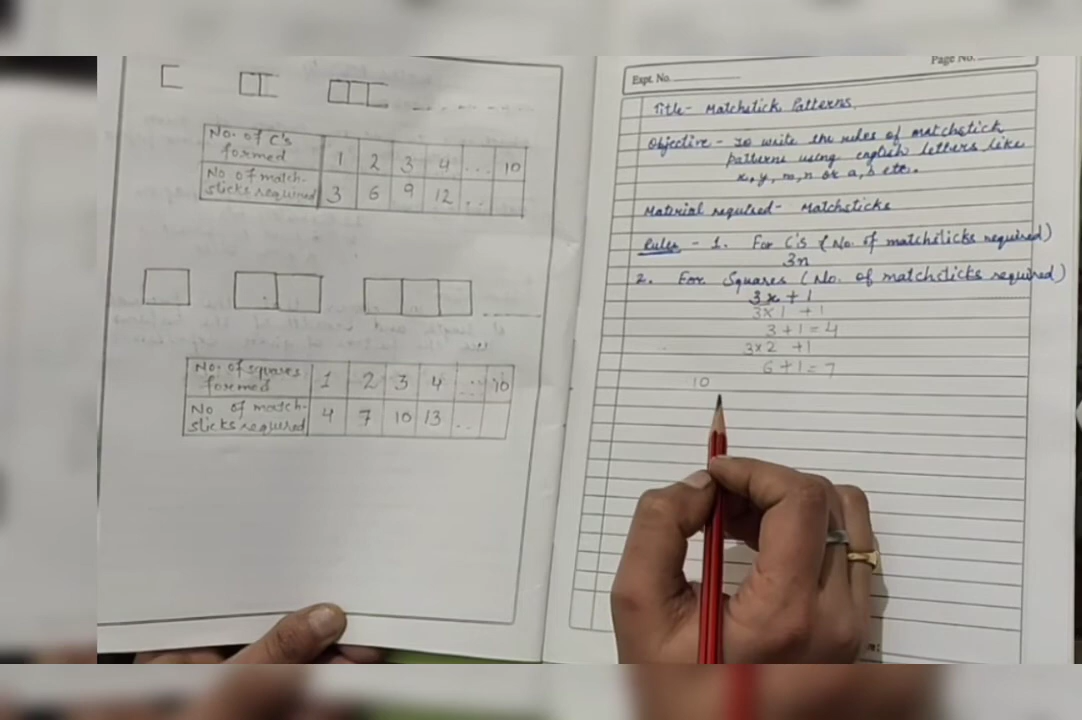 No. of C's formed 1 2 3 4 ... 10
No of match-sticks required 3 6 9 12 ..
No. of squares formed 1 2 3 4 ... 10
No of match-sticks required 4 7 10 13 ..
Page No.
Expt. No.
Title- Matchstick Patterns.
Objective - To write the rules of matchstick
patterns using english letters like
x, y, m, n or a, b etc.
Material required- Matchsticks
Rules - 1. For C's (No. of matchsticks required)
3n
2. For Squares (No. of matchsticks required)
3x + 1
3×1 +1
3+1=4
3×2 +1
6+1=7
10